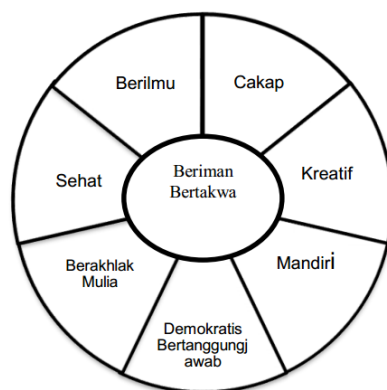 Berilmu
Cakap
Beriman
Bertakwa
Kreatif
Sehat
Mandiri
Berakhlak
Mulia
Demokratis
Bertanggungj
awab